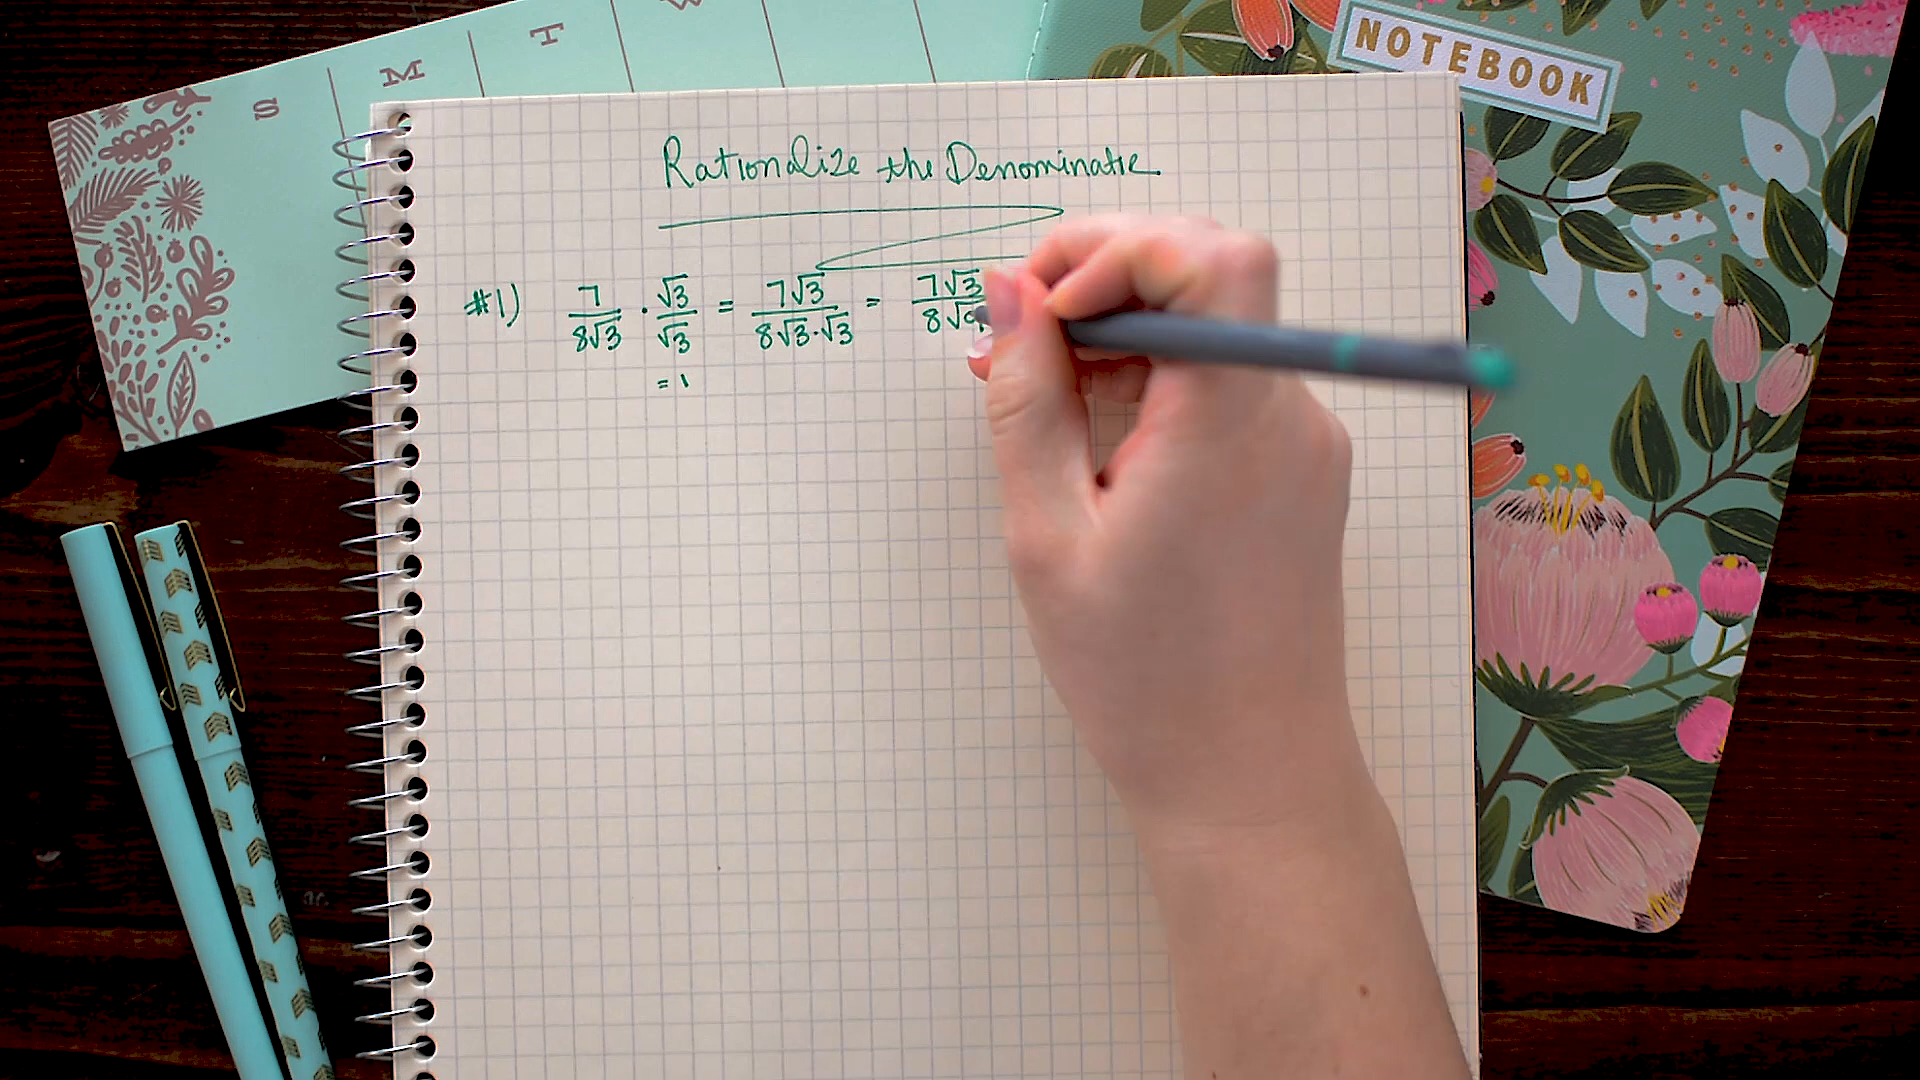 S M T W
NOTEBOOK
Rationalize the Denominatie
#1) 7/8√3 · √3/√3 = 7√3/8√3·√3 = 7√3/8√9
= 1